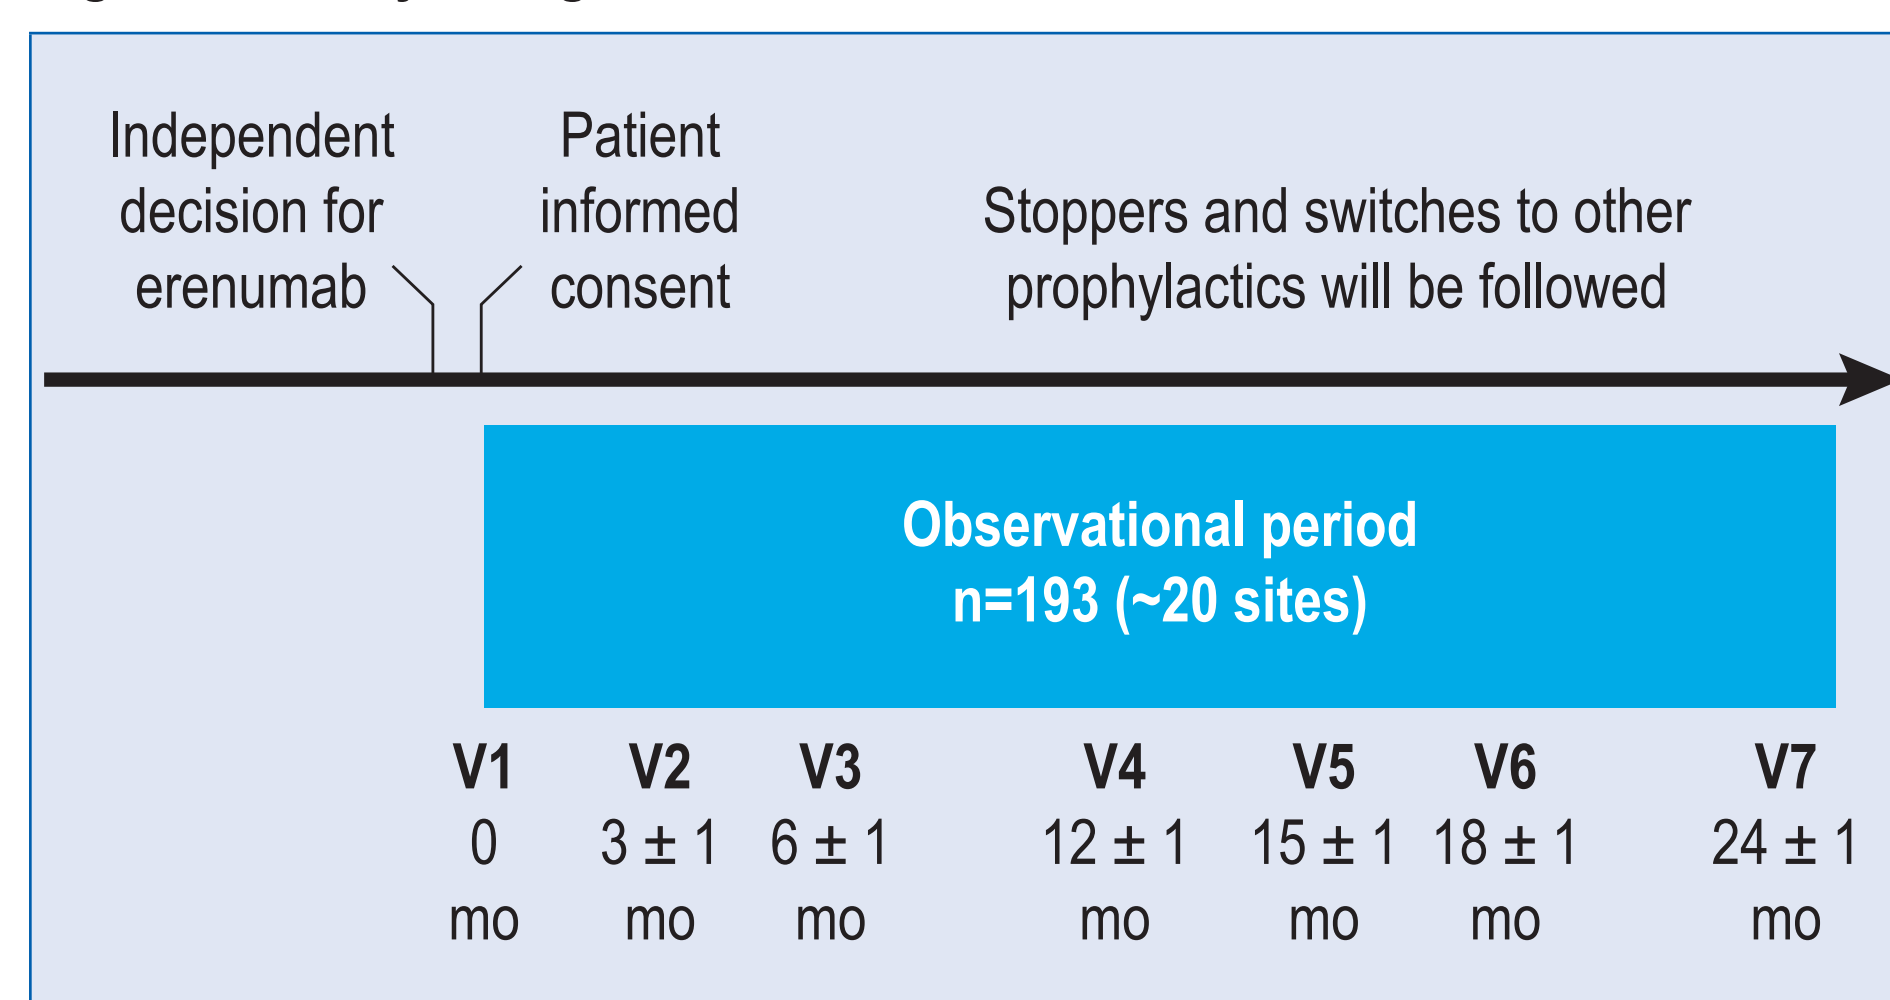 Independent
decision for
erenumab
Patient
informed
consent
Stoppers and switches to other
prophylactics will be followed
Observational period
n=193 (~20 sites)
V1 V2 V3 V4 V5 V6 V7
0 3 ± 1 6 ± 1 12 ± 1 15 ± 1 18 ± 1 24 ± 1
mo mo mo mo mo mo mo